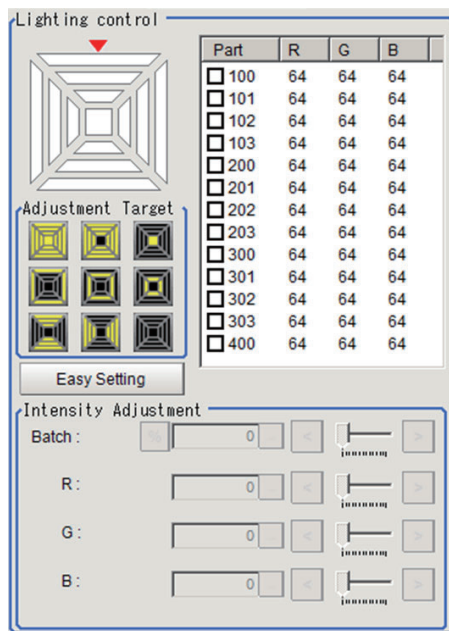 Lighting control
Part R G B
100 64 64 64
101 64 64 64
102 64 64 64
103 64 64 64
200 64 64 64
201 64 64 64
202 64 64 64
203 64 64 64
300 64 64 64
301 64 64 64
302 64 64 64
303 64 64 64
400 64 64 64
Adjustment Target
Easy Setting
Intensity Adjustment
Batch : % 0 ... < >
R : 0 ... < >
G : 0 ... < >
B : 0 ... < >